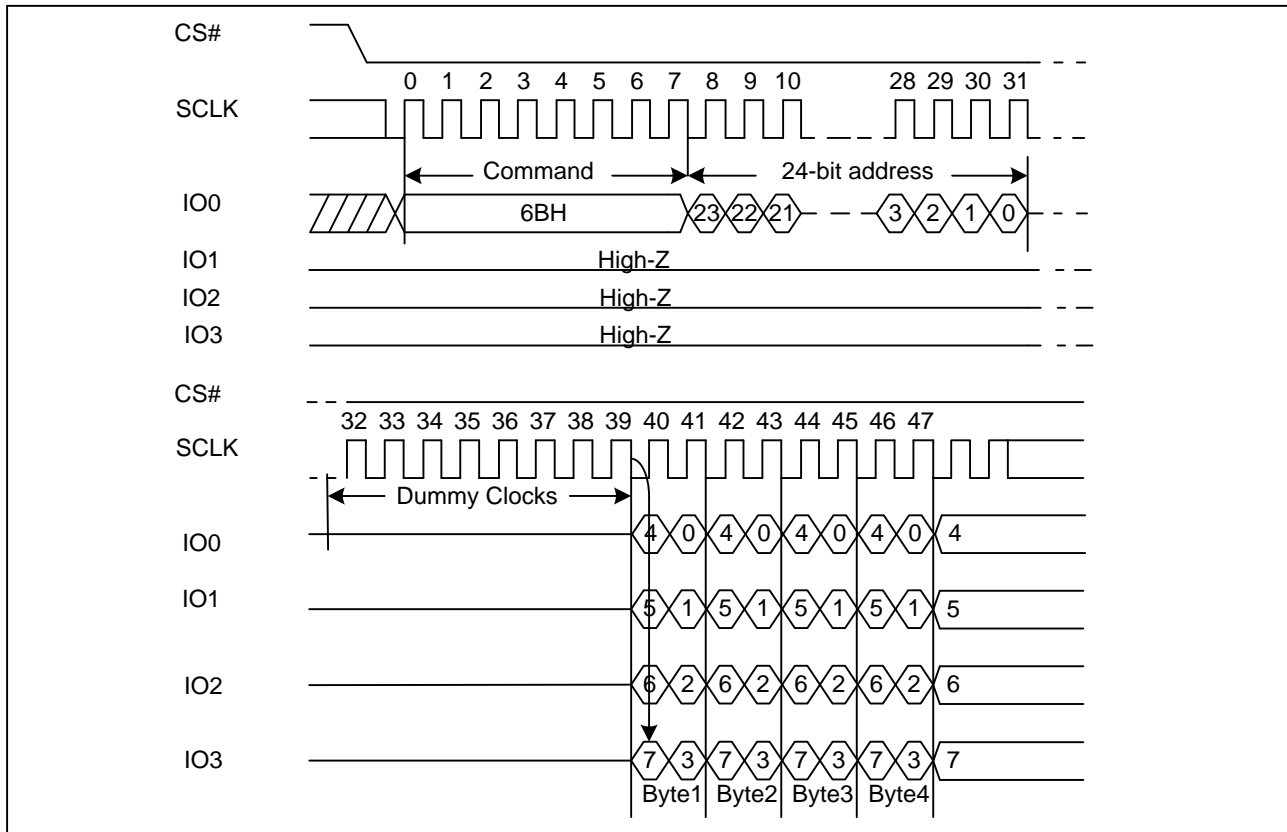 CS#
0 1 2 3 4 5 6 7 8 9 10 28 29 30 31
SCLK
Command 24-bit address
IO0 6BH 23 22 21 3 2 1 0
IO1 High-Z
IO2 High-Z
IO3 High-Z
CS#
32 33 34 35 36 37 38 39 40 41 42 43 44 45 46 47
SCLK
Dummy Clocks
IO0 4 0 4 0 4 0 4 0 4
IO1 5 1 5 1 5 1 5 1 5
IO2 6 2 6 2 6 2 6 2 6
IO3 7 3 7 3 7 3 7 3 7
Byte1 Byte2 Byte3 Byte4